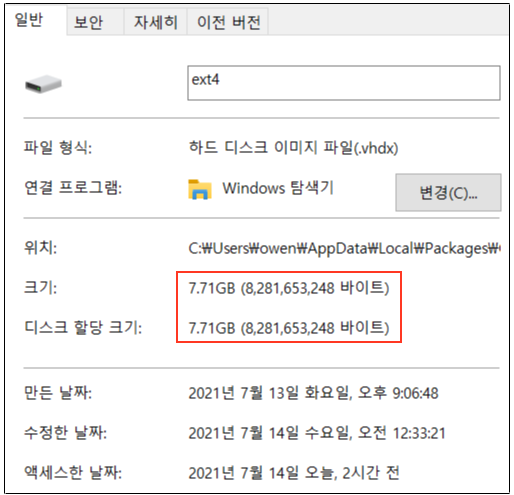 일반 보안 자세히 이전 버전
ext4
파일 형식: 하드 디스크 이미지 파일(.vhdx)
연결 프로그램: Windows 탐색기 변경(C)...
위치: C:₩Users₩owen₩AppData₩Local₩Packages₩
크기: 7.71GB (8,281,653,248 바이트)
디스크 할당 크기: 7.71GB (8,281,653,248 바이트)
만든 날짜: 2021년 7월 13일 화요일, 오후 9:06:48
수정한 날짜: 2021년 7월 14일 수요일, 오전 12:33:21
액세스한 날짜: 2021년 7월 14일 오늘, 2시간 전